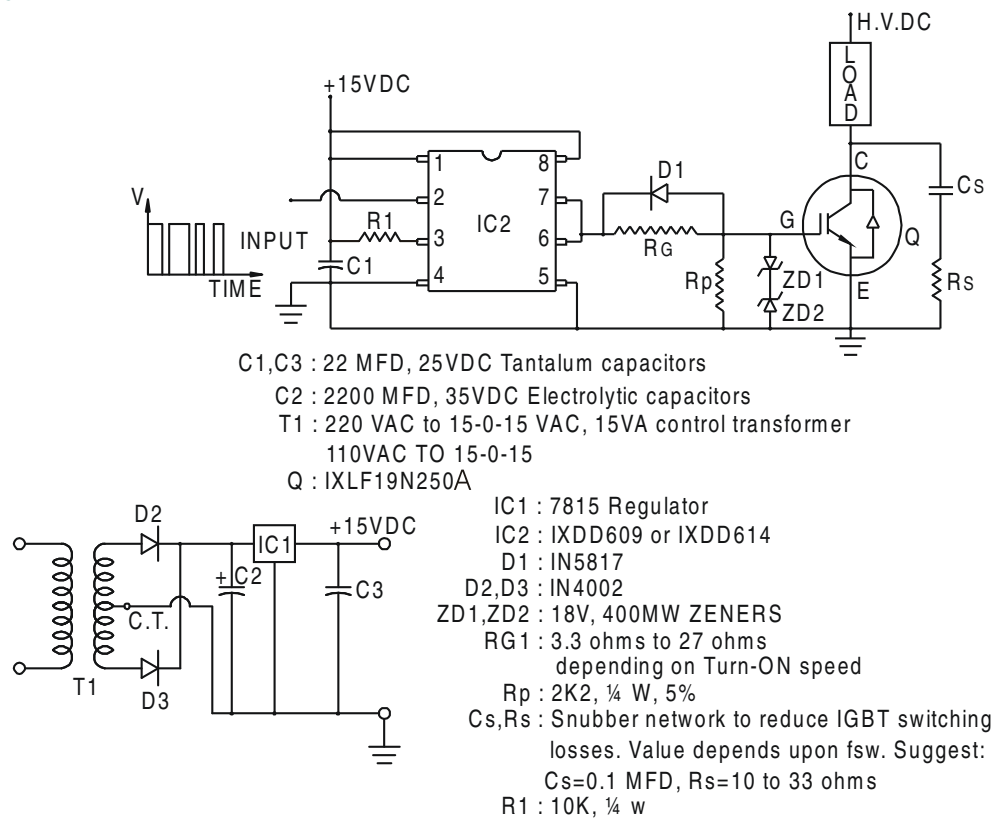 H.V.DC
LOAD
+15VDC
C
Cs
D1
V
1
8
2
7
IC2
G
Q
R1
INPUT
3
6
RG
C1
Rp
ZD1
Rs
TIME
4
5
E
ZD2
C1,C3 : 22 MFD, 25VDC Tantalum capacitors
C2 : 2200 MFD, 35VDC Electrolytic capacitors
T1 : 220 VAC to 15-0-15 VAC, 15VA control transformer
110VAC TO 15-0-15
Q : IXLF19N250A
IC1 : 7815 Regulator
IC2 : IXDD609 or IXDD614
D1 : IN5817
D2,D3 : IN4002
ZD1,ZD2 : 18V, 400MW ZENERS
RG1 : 3.3 ohms to 27 ohms
depending on Turn-ON speed
Rp : 2K2, ¼ W, 5%
Cs,Rs : Snubber network to reduce IGBT switching
losses. Value depends upon fsw. Suggest:
Cs=0.1 MFD, Rs=10 to 33 ohms
R1 : 10K, ¼ w
D2
+15VDC
IC1
+
C2
C3
C.T.
T1
D3